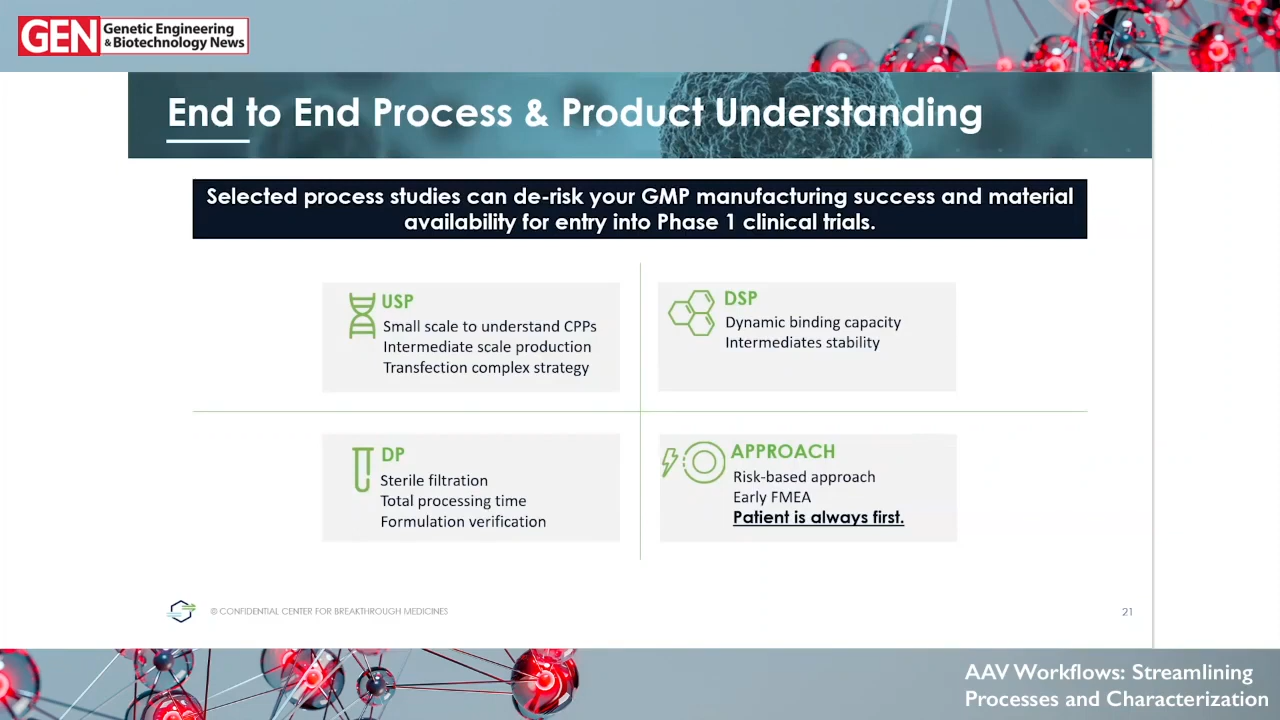 GEN Genetic Engineering
& Biotechnology News
End to End Process & Product Understanding
Selected process studies can de-risk your GMP manufacturing success and material
availability for entry into Phase 1 clinical trials.
USP
Small scale to understand CPPs
Intermediate scale production
Transfection complex strategy
DSP
Dynamic binding capacity
Intermediates stability
DP
Sterile filtration
Total processing time
Formulation verification
APPROACH
Risk-based approach
Early FMEA
Patient is always first.
© CONFIDENTIAL CENTER FOR BREAKTHROUGH MEDICINES
21
AAV Workflows: Streamlining
Processes and Characterization